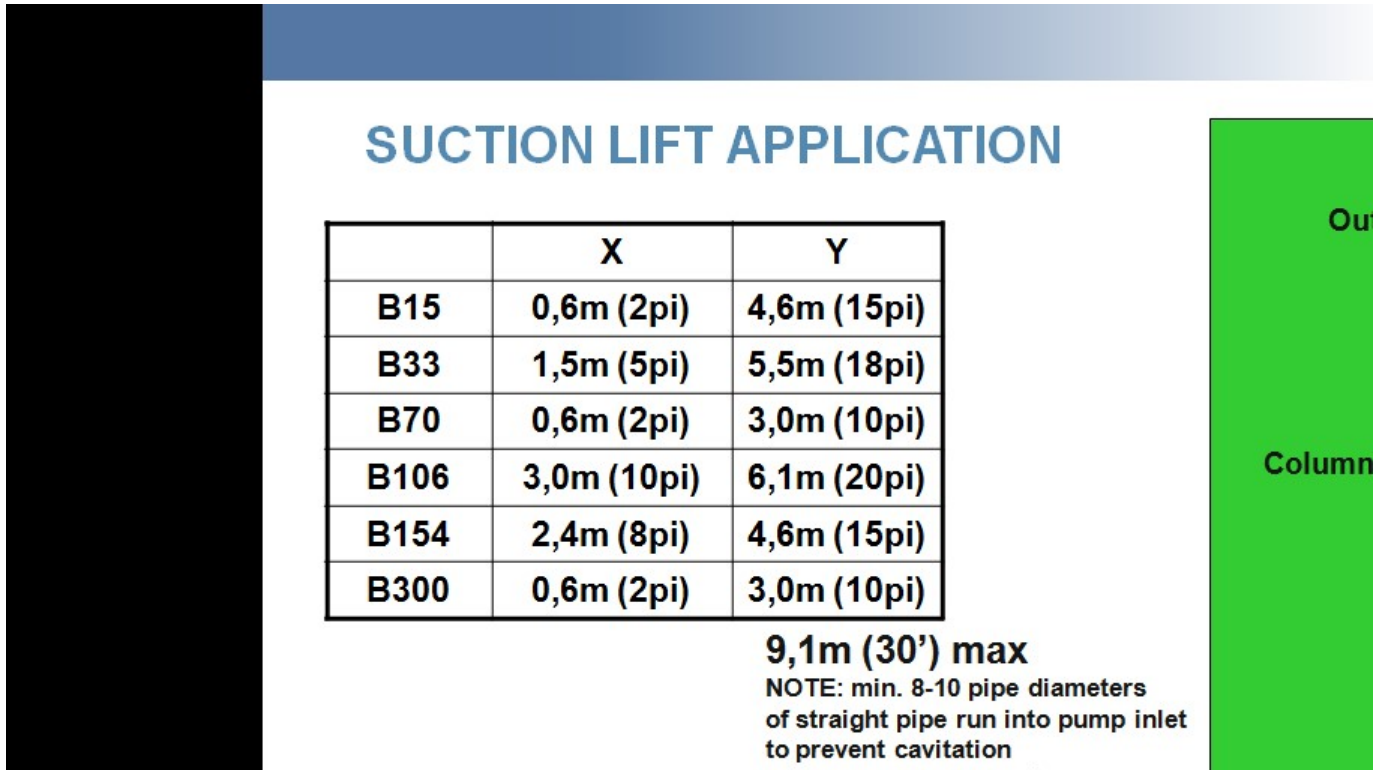 SUCTION LIFT APPLICATION
X Y
B15 0,6m (2pi) 4,6m (15pi)
B33 1,5m (5pi) 5,5m (18pi)
B70 0,6m (2pi) 3,0m (10pi)
B106 3,0m (10pi) 6,1m (20pi)
B154 2,4m (8pi) 4,6m (15pi)
B300 0,6m (2pi) 3,0m (10pi)
9,1m (30’) max
NOTE: min. 8-10 pipe diameters
of straight pipe run into pump inlet
to prevent cavitation
Out
Column